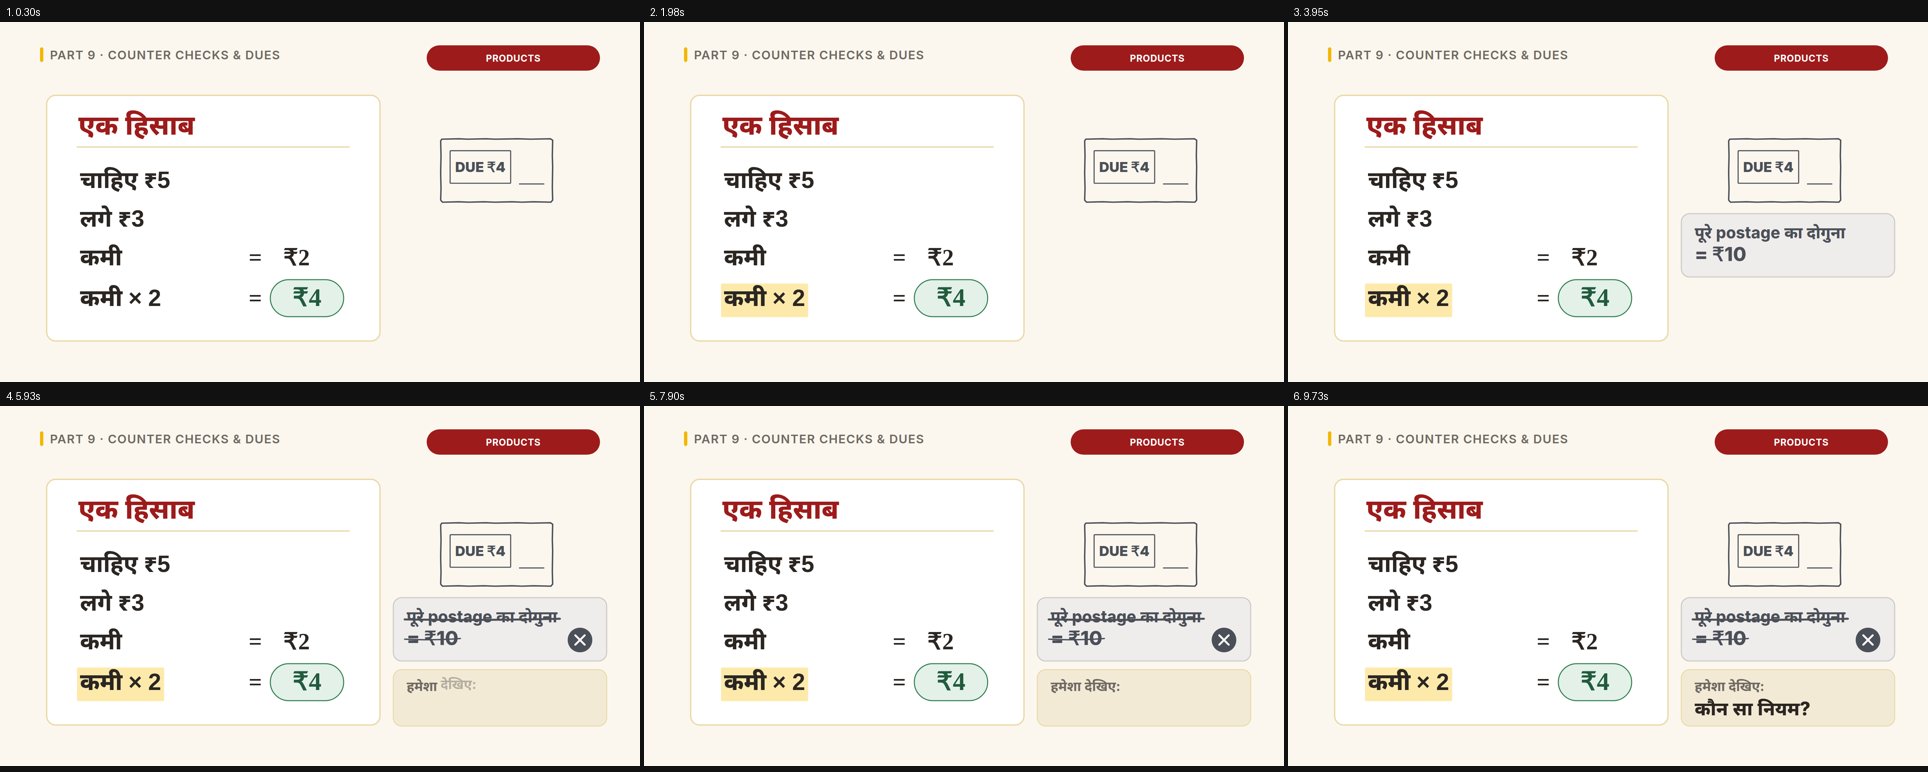 1. 0.30s
PART 9 · COUNTER CHECKS & DUES
PRODUCTS
एक हिसाब
चाहिए ₹5
लगे ₹3
कमी = ₹2
कमी × 2 = ₹4
DUE ₹4
2. 1.98s
PART 9 · COUNTER CHECKS & DUES
PRODUCTS
एक हिसाब
चाहिए ₹5
लगे ₹3
कमी = ₹2
कमी × 2 = ₹4
DUE ₹4
3. 3.95s
PART 9 · COUNTER CHECKS & DUES
PRODUCTS
एक हिसाब
चाहिए ₹5
लगे ₹3
कमी = ₹2
कमी × 2 = ₹4
DUE ₹4
पूरे postage का दोगुना
= ₹10
4. 5.93s
PART 9 · COUNTER CHECKS & DUES
PRODUCTS
एक हिसाब
चाहिए ₹5
लगे ₹3
कमी = ₹2
कमी × 2 = ₹4
DUE ₹4
पूरे postage का दोगुना
= ₹10
हमेशा देखिए:
5. 7.90s
PART 9 · COUNTER CHECKS & DUES
PRODUCTS
एक हिसाब
चाहिए ₹5
लगे ₹3
कमी = ₹2
कमी × 2 = ₹4
DUE ₹4
पूरे postage का दोगुना
= ₹10
हमेशा देखिए:
6. 9.73s
PART 9 · COUNTER CHECKS & DUES
PRODUCTS
एक हिसाब
चाहिए ₹5
लगे ₹3
कमी = ₹2
कमी × 2 = ₹4
DUE ₹4
पूरे postage का दोगुना
= ₹10
हमेशा देखिए:
कौन सा नियम?